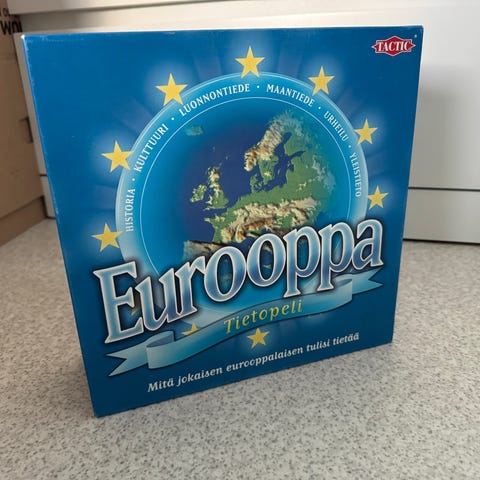 TACTIC
HISTORIA • KULTTUURI • LUONNONTIEDE • MAANTIEDE • URHEILU • YLEISTIETO
Eurooppa
Tietopeli
Mitä jokaisen eurooppalaisen tulisi tietää